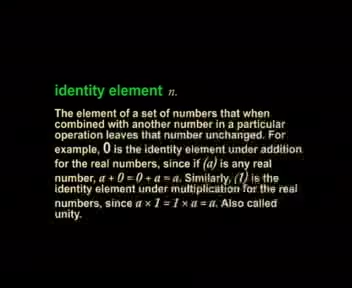 identity element n.
The element of a set of numbers that when
combined with another number in a particular
operation leaves that number unchanged. For
example, 0 is the identity element under addition
for the real numbers, since if (a) is any real
number, a + 0 = 0 + a = a. Similarly, (1) is the
identity element under multiplication for the real
numbers, since a × 1 = 1 × a = a. Also called
unity.